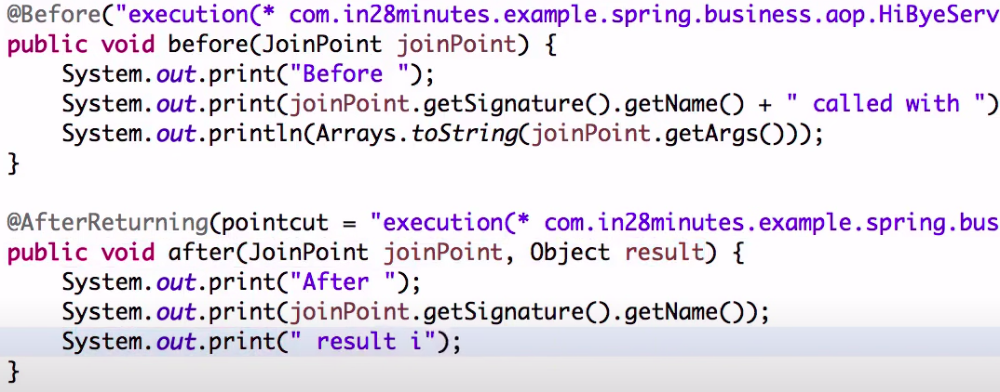 @Before("execution(* com.in28minutes.example.spring.business.aop.HiByeServ
public void before(JoinPoint joinPoint) {
    System.out.print("Before ");
    System.out.print(joinPoint.getSignature().getName() + " called with ")
    System.out.println(Arrays.toString(joinPoint.getArgs()));
}
@AfterReturning(pointcut = "execution(* com.in28minutes.example.spring.bus
public void after(JoinPoint joinPoint, Object result) {
    System.out.print("After ");
    System.out.print(joinPoint.getSignature().getName());
    System.out.print(" result i");
}